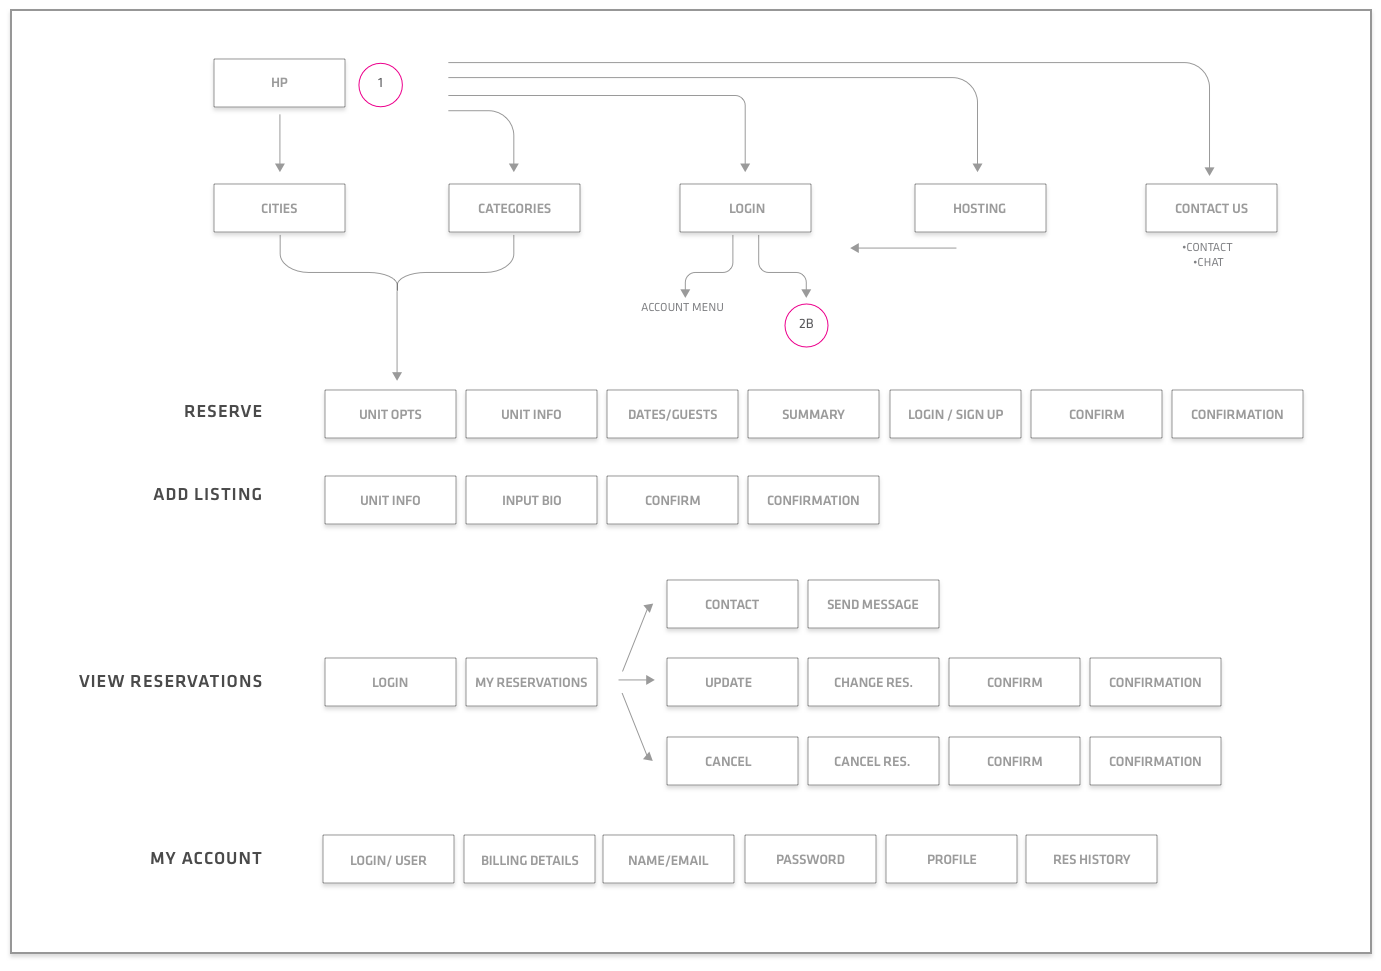 HP
1
CITIES
CATEGORIES
LOGIN
HOSTING
CONTACT US
•CONTACT
•CHAT
ACCOUNT MENU
2B
RESERVE
UNIT OPTS
UNIT INFO
DATES/GUESTS
SUMMARY
LOGIN / SIGN UP
CONFIRM
CONFIRMATION
ADD LISTING
UNIT INFO
INPUT BIO
CONFIRM
CONFIRMATION
CONTACT
SEND MESSAGE
VIEW RESERVATIONS
LOGIN
MY RESERVATIONS
UPDATE
CHANGE RES.
CONFIRM
CONFIRMATION
CANCEL
CANCEL RES.
CONFIRM
CONFIRMATION
MY ACCOUNT
LOGIN/ USER
BILLING DETAILS
NAME/EMAIL
PASSWORD
PROFILE
RES HISTORY